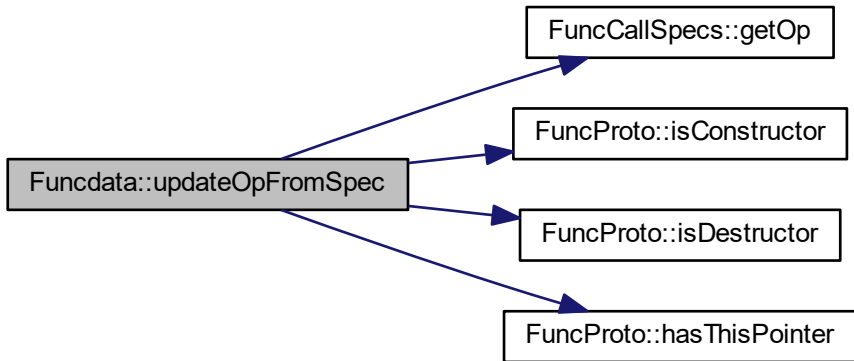 FuncCallSpecs::getOp
FuncProto::isConstructor
Funcdata::updateOpFromSpec
FuncProto::isDestructor
FuncProto::hasThisPointer